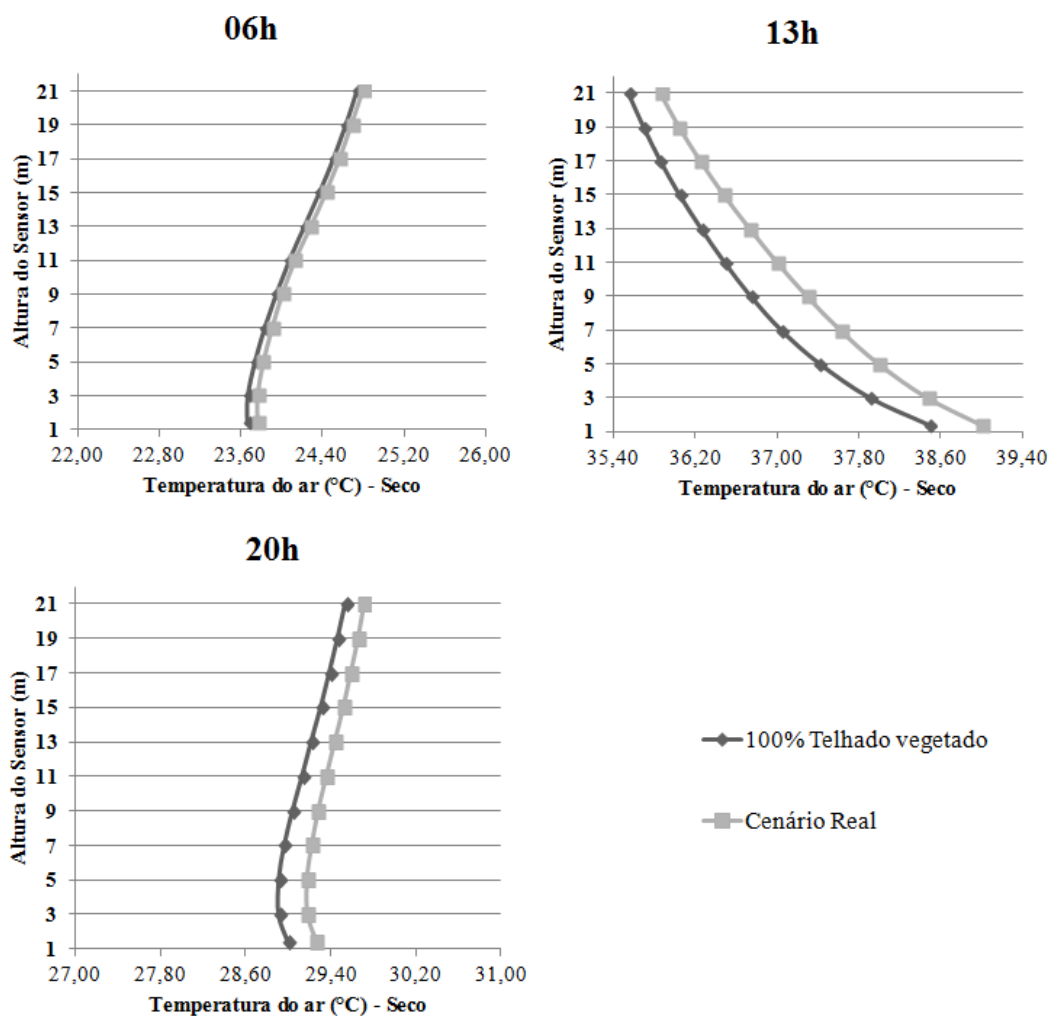 06h
21
19
17
15
13
11
9
7
5
3
1
Altura do Sensor (m)
22,00 22,80 23,60 24,40 25,20 26,00
Temperatura do ar (°C) - Seco
13h
21
19
17
15
13
11
9
7
5
3
1
Altura do Sensor (m)
35,40 36,20 37,00 37,80 38,60 39,40
Temperatura do ar (°C) - Seco
20h
21
19
17
15
13
11
9
7
5
3
1
Altura do Sensor (m)
27,00 27,80 28,60 29,40 30,20 31,00
Temperatura do ar (°C) - Seco
100% Telhado vegetado
Cenário Real